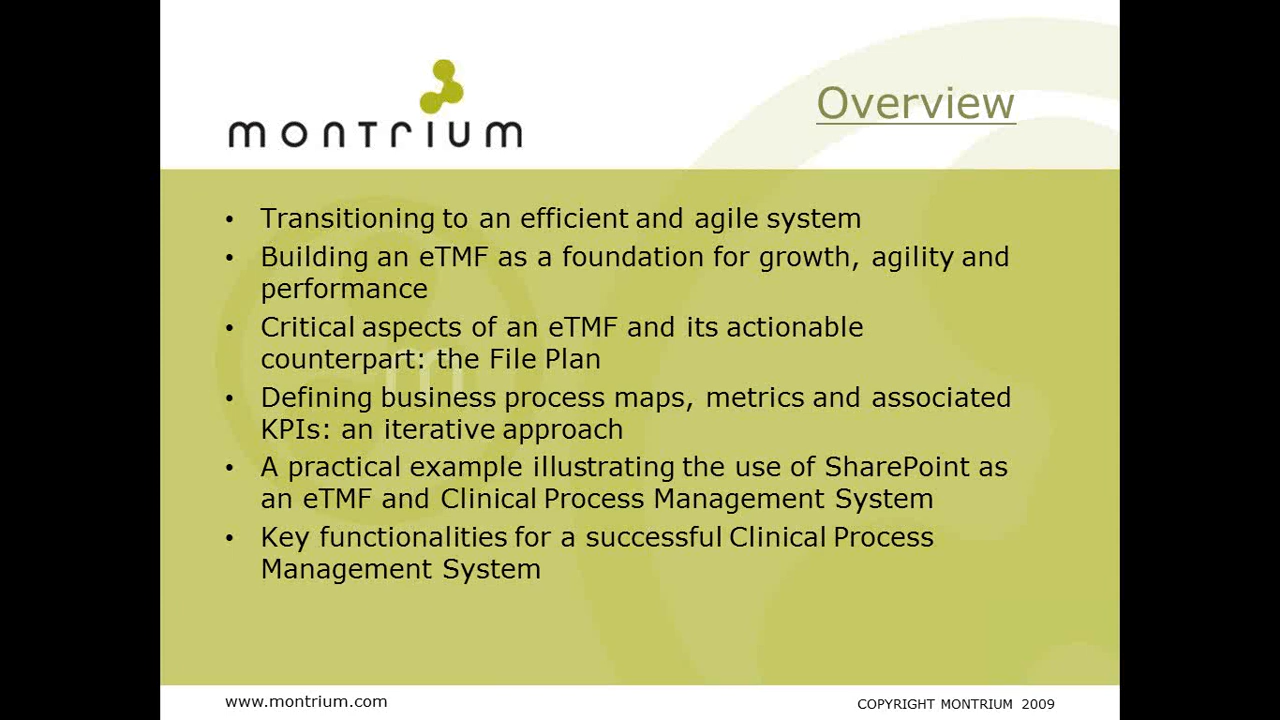 montrium
Overview
• Transitioning to an efficient and agile system
• Building an eTMF as a foundation for growth, agility and
performance
• Critical aspects of an eTMF and its actionable
counterpart: the File Plan
• Defining business process maps, metrics and associated
KPIs: an iterative approach
• A practical example illustrating the use of SharePoint as
an eTMF and Clinical Process Management System
• Key functionalities for a successful Clinical Process
Management System
www.montrium.com
COPYRIGHT MONTRIUM 2009